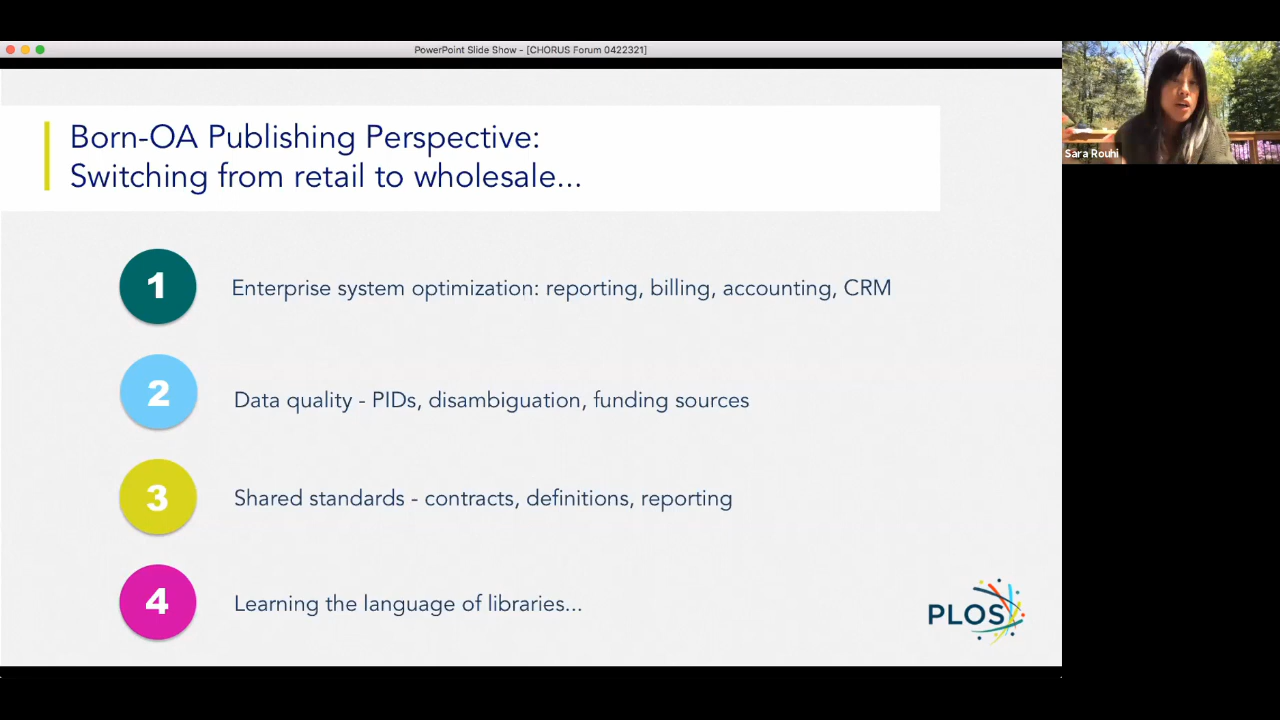 PowerPoint Slide Show - [CHORUS Forum 0422321]
Born-OA Publishing Perspective:
Switching from retail to wholesale...
1 Enterprise system optimization: reporting, billing, accounting, CRM
2 Data quality - PIDs, disambiguation, funding sources
3 Shared standards - contracts, definitions, reporting
4 Learning the language of libraries...
PLOS
Sara Rouhi